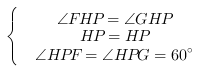 ∠FHP = ∠GHP
HP = HP
∠HPF = ∠HPG = 60°